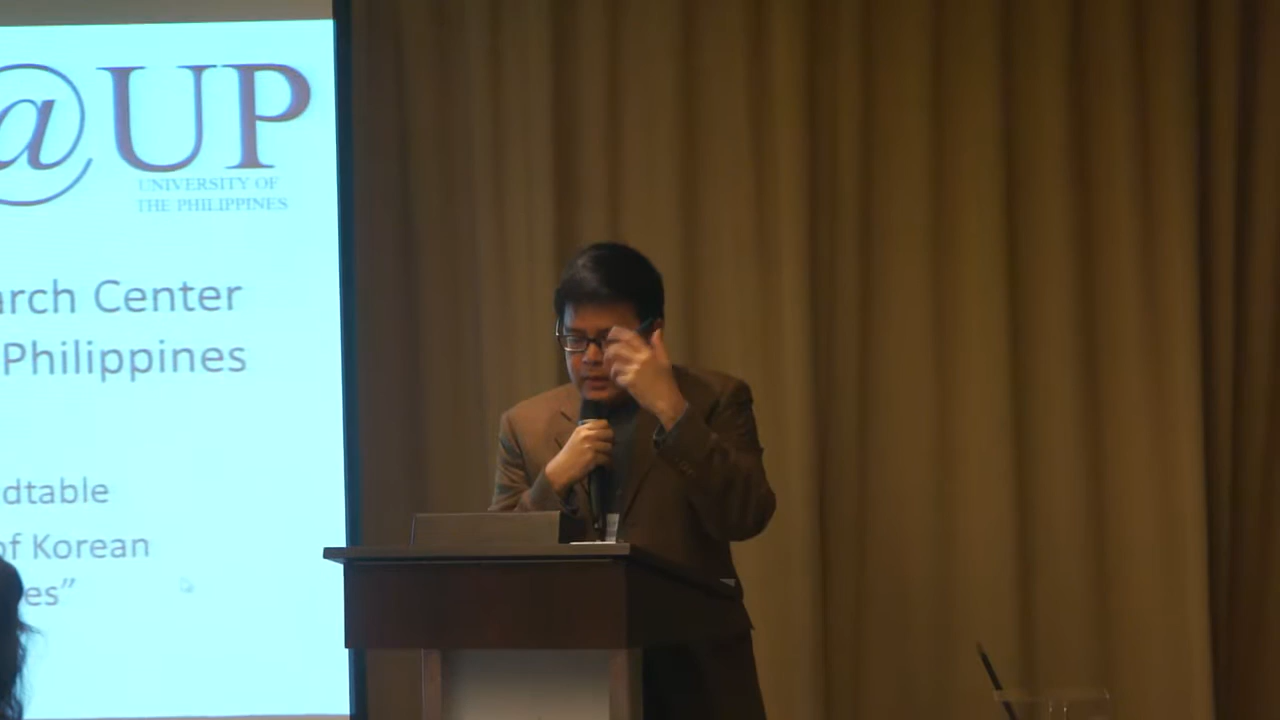 @UP
UNIVERSITY OF
THE PHILIPPINES
arch Center
Philippines
dtable
of Korean
es”